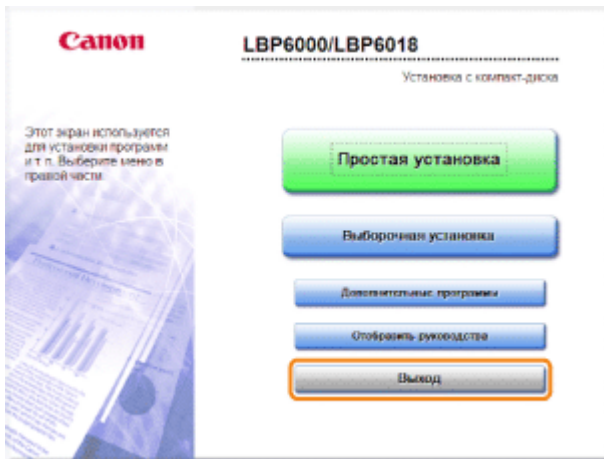 Canon
LBP6000/LBP6018
Установка с компакт-диска
Этот экран используется
для установки программ
и т п. Выберите меню в
правой части.
Простая установка
Выборочная установка
Дополнительные программы
Отобразить руководства
Выход